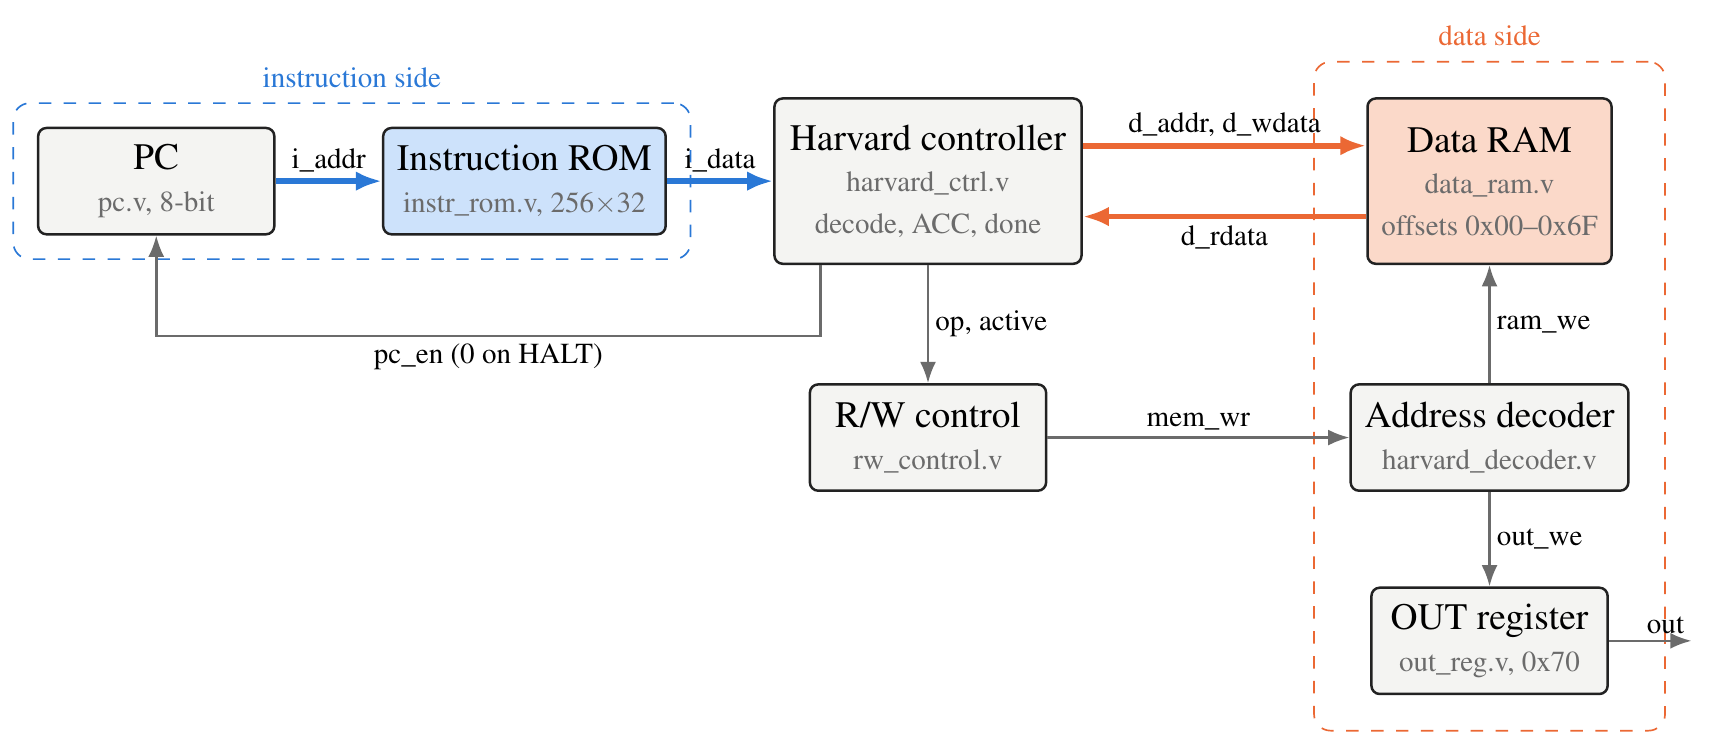 data side
instruction side
PC
pc.v, 8-bit
i_addr
Instruction ROM
instr_rom.v, 256×32
i_data
Harvard controller
harvard_ctrl.v
decode, ACC, done
d_addr, d_wdata
d_rdata
Data RAM
data_ram.v
offsets 0x00–0x6F
pc_en (0 on HALT)
op, active
ram_we
R/W control
rw_control.v
mem_wr
Address decoder
harvard_decoder.v
out_we
OUT register
out_reg.v, 0x70
out